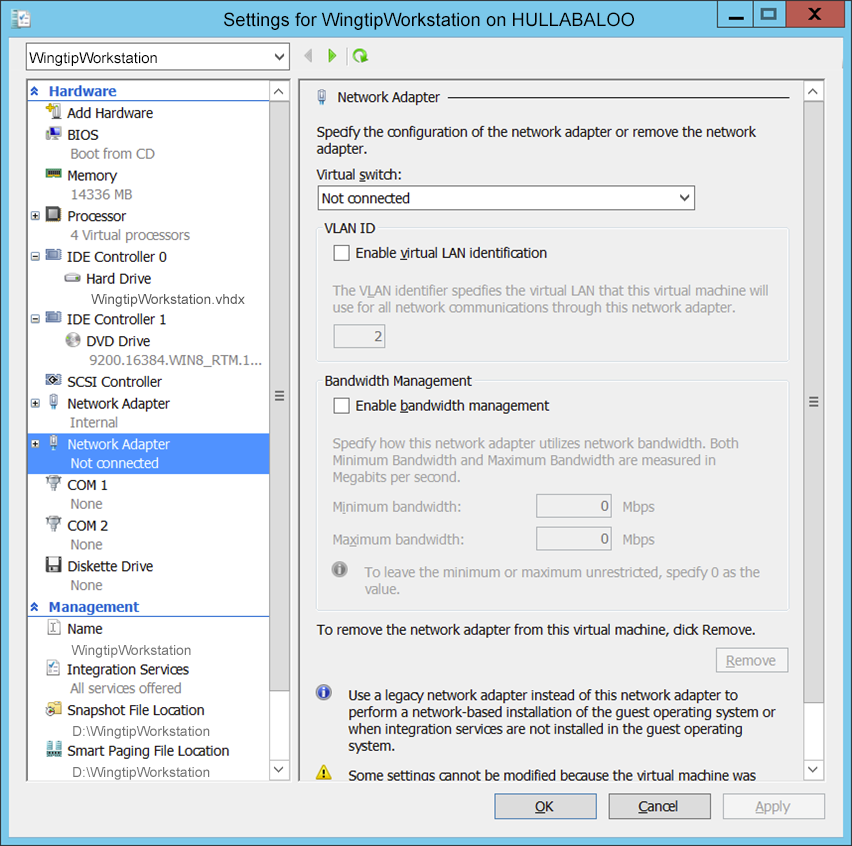 Settings for WingtipWorkstation on HULLABALOO
WingtipWorkstation
Hardware
Add Hardware
BIOS
Boot from CD
Memory
14336 MB
Processor
4 Virtual processors
IDE Controller 0
Hard Drive
WingtipWorkstation.vhdx
IDE Controller 1
DVD Drive
9200.16384.WIN8_RTM.1...
SCSI Controller
Network Adapter
Internal
Network Adapter
Not connected
COM 1
None
COM 2
None
Diskette Drive
None
Management
Name
WingtipWorkstation
Integration Services
All services offered
Snapshot File Location
D:\WingtipWorkstation
Smart Paging File Location
D:\WingtipWorkstation
Network Adapter
Specify the configuration of the network adapter or remove the network
adapter.
Virtual switch:
Not connected
VLAN ID
Enable virtual LAN identification
The VLAN identifier specifies the virtual LAN that this virtual machine will
use for all network communications through this network adapter.
2
Bandwidth Management
Enable bandwidth management
Specify how this network adapter utilizes network bandwidth. Both
Minimum Bandwidth and Maximum Bandwidth are measured in
Megabits per second.
Minimum bandwidth: 0 Mbps
Maximum bandwidth: 0 Mbps
To leave the minimum or maximum unrestricted, specify 0 as the
value.
To remove the network adapter from this virtual machine, click Remove.
Remove
Use a legacy network adapter instead of this network adapter to
perform a network-based installation of the guest operating system or
when integration services are not installed in the guest operating
system.
Some settings cannot be modified because the virtual machine was
OK Cancel Apply